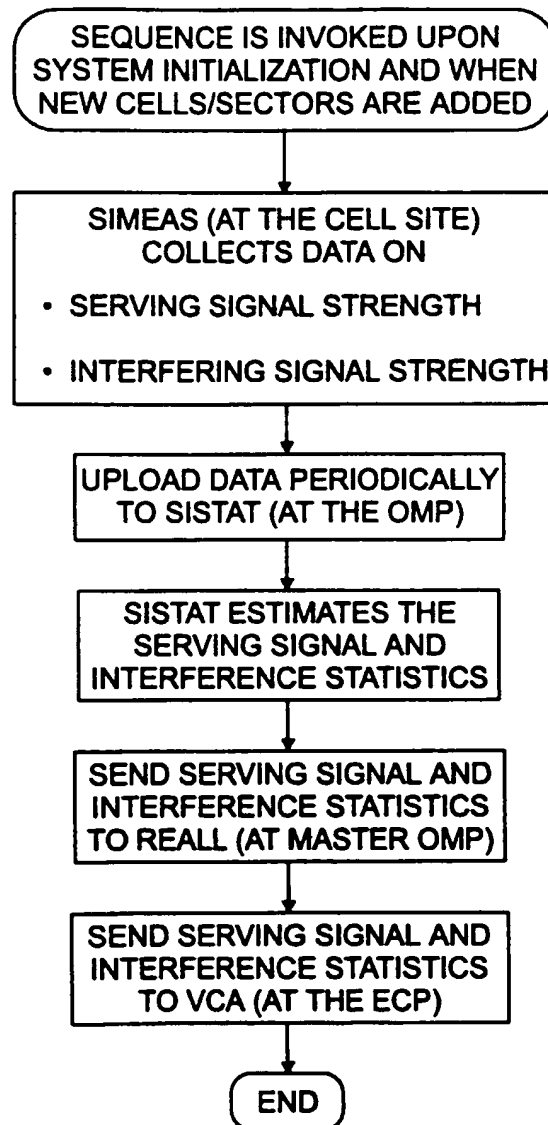 SEQUENCE IS INVOKED UPON
SYSTEM INITIALIZATION AND WHEN
NEW CELLS/SECTORS ARE ADDED
SIMEAS (AT THE CELL SITE)
COLLECTS DATA ON
• SERVING SIGNAL STRENGTH
• INTERFERING SIGNAL STRENGTH
UPLOAD DATA PERIODICALLY
TO SISTAT (AT THE OMP)
SISTAT ESTIMATES THE
SERVING SIGNAL AND
INTERFERENCE STATISTICS
SEND SERVING SIGNAL AND
INTERFERENCE STATISTICS
TO REALL (AT MASTER OMP)
SEND SERVING SIGNAL AND
INTERFERENCE STATISTICS
TO VCA (AT THE ECP)
END